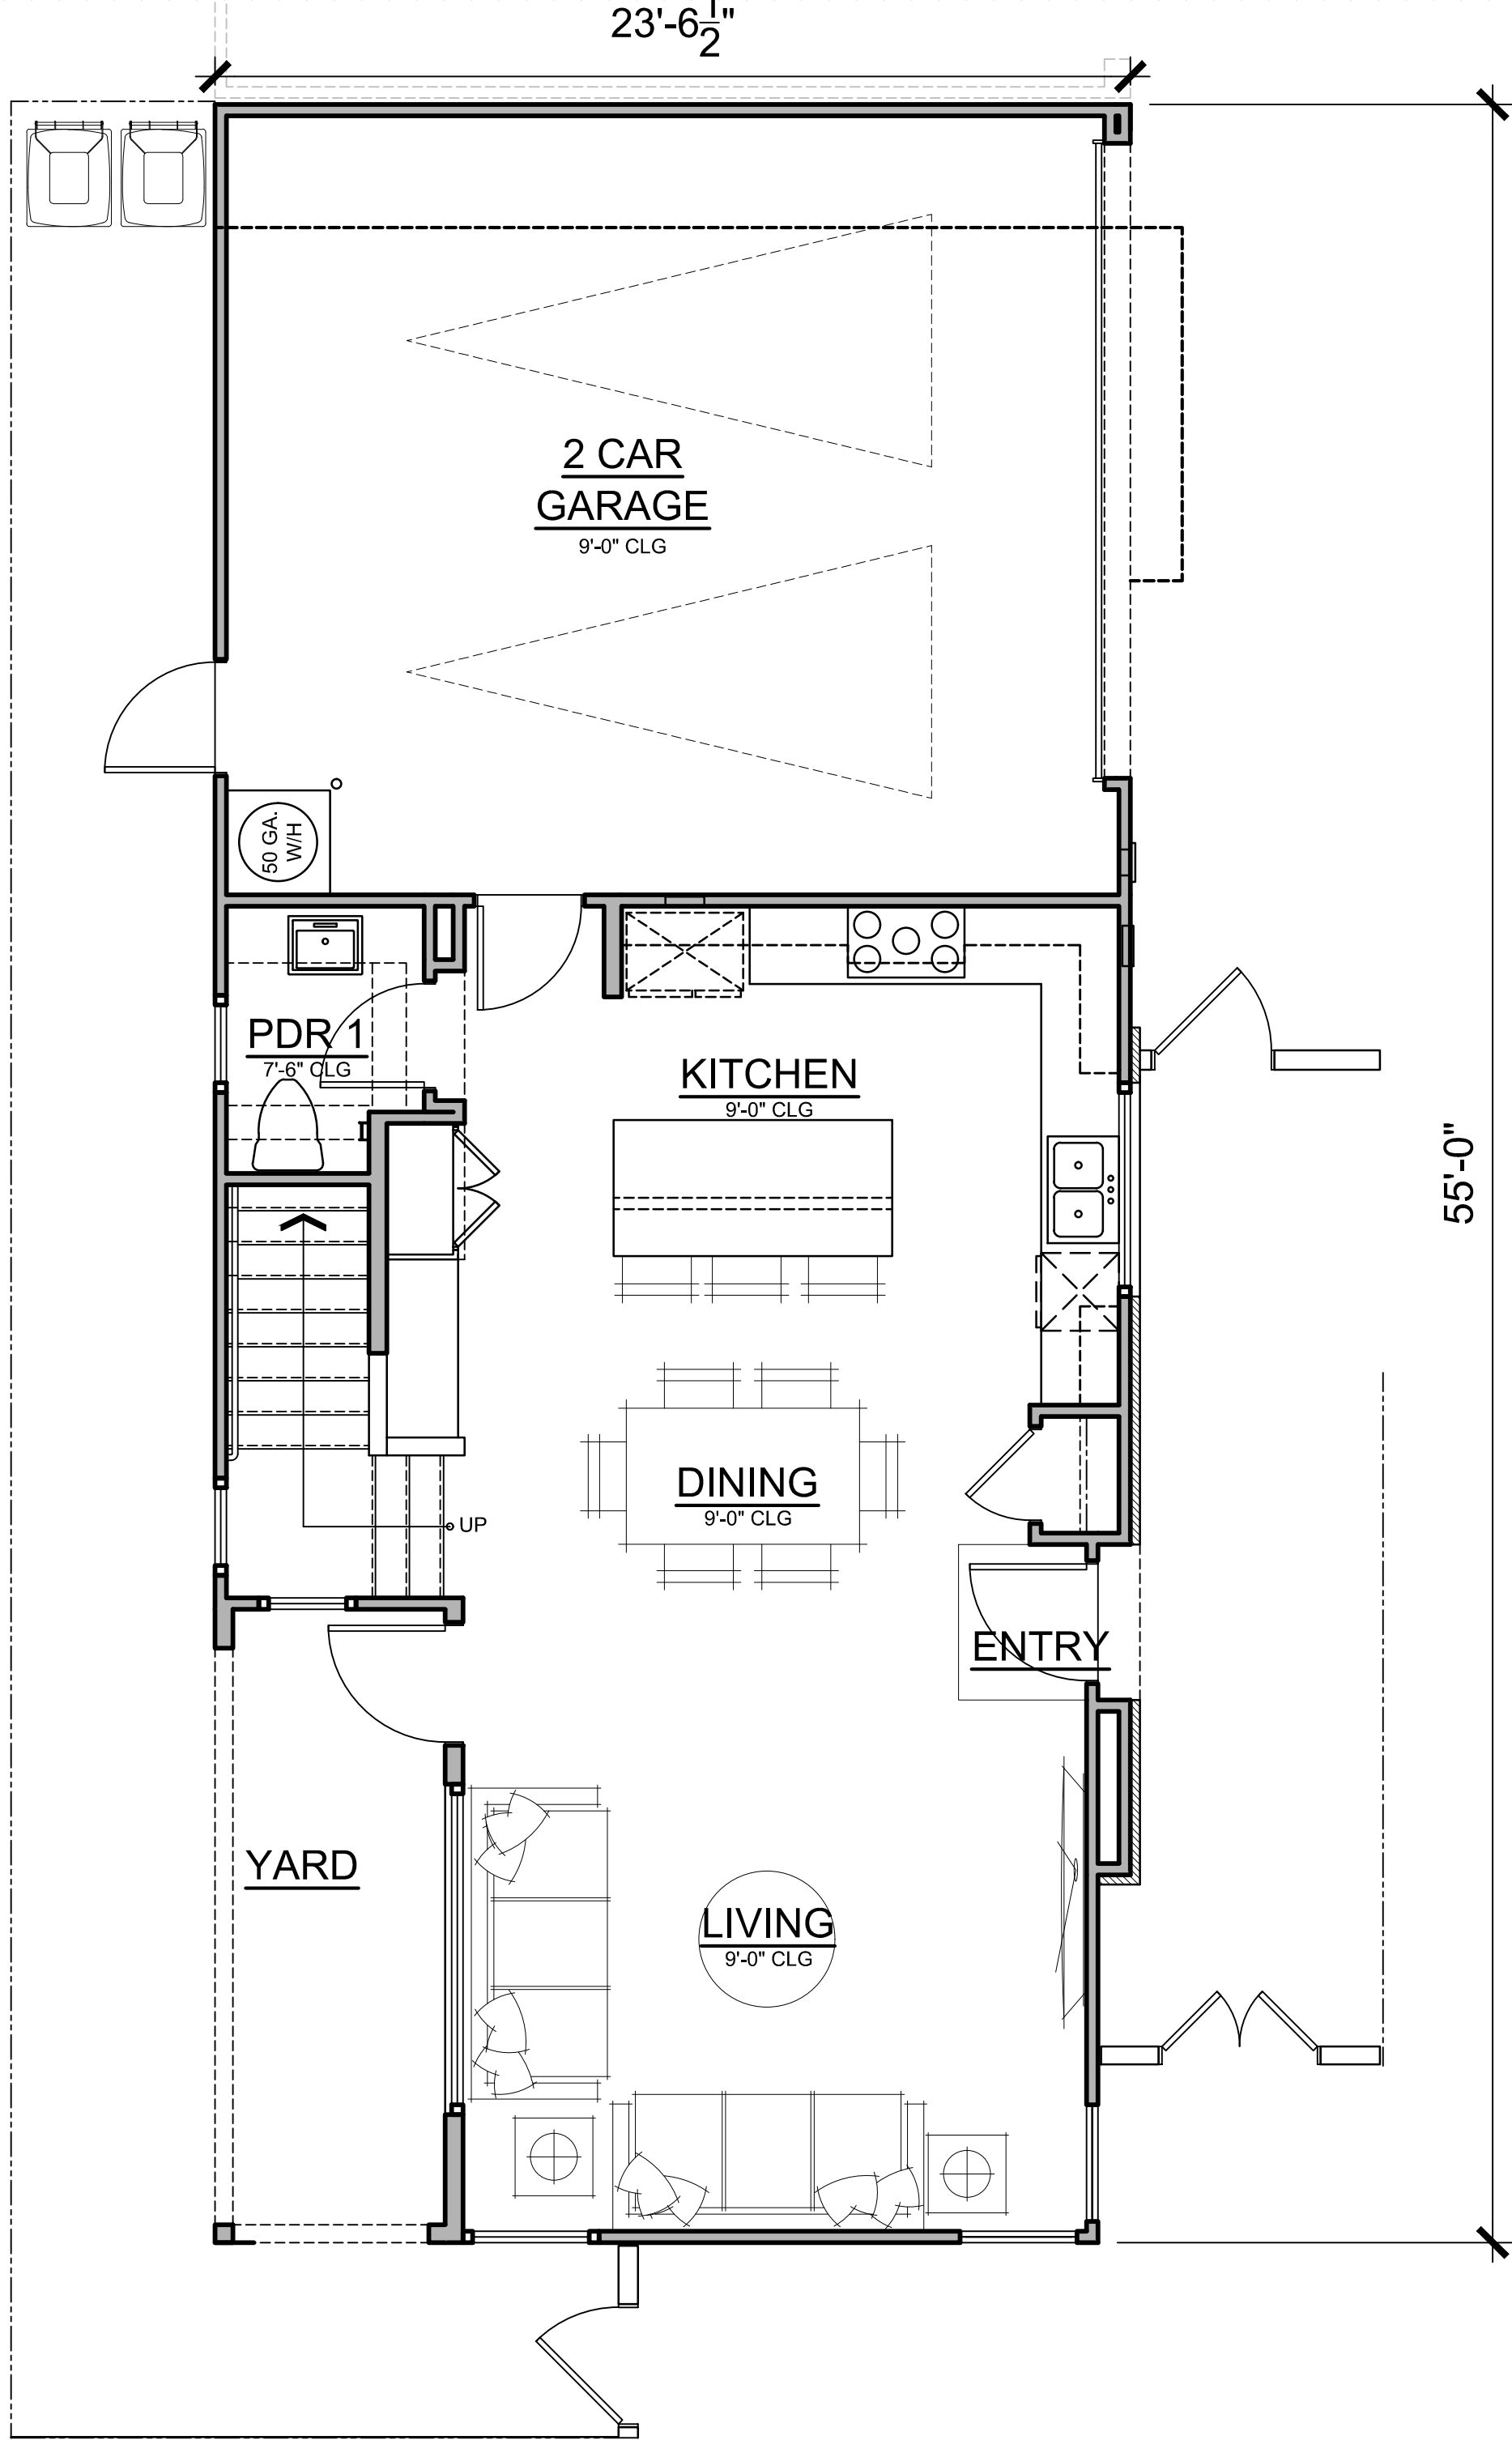 23'-6 1/2"
2 CAR
GARAGE
9'-0" CLG
50 GA.
W/H
PDR 1
7'-6" CLG
KITCHEN
9'-0" CLG
55'-0"
DINING
9'-0" CLG
UP
ENTRY
YARD
LIVING
9'-0" CLG